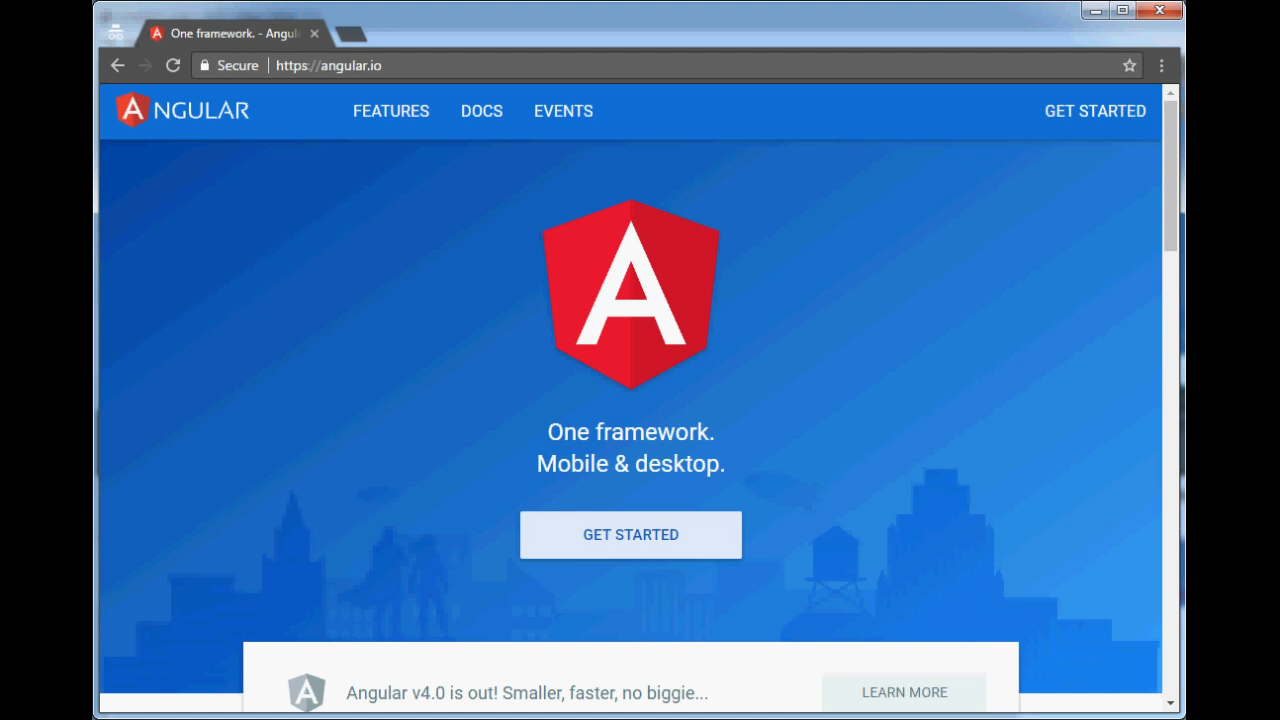 One framework. - Angul
Secure
https://angular.io
ANGULAR
FEATURES
DOCS
EVENTS
GET STARTED
A
One framework.
Mobile & desktop.
GET STARTED
A
Angular v4.0 is out! Smaller, faster, no biggie...
LEARN MORE